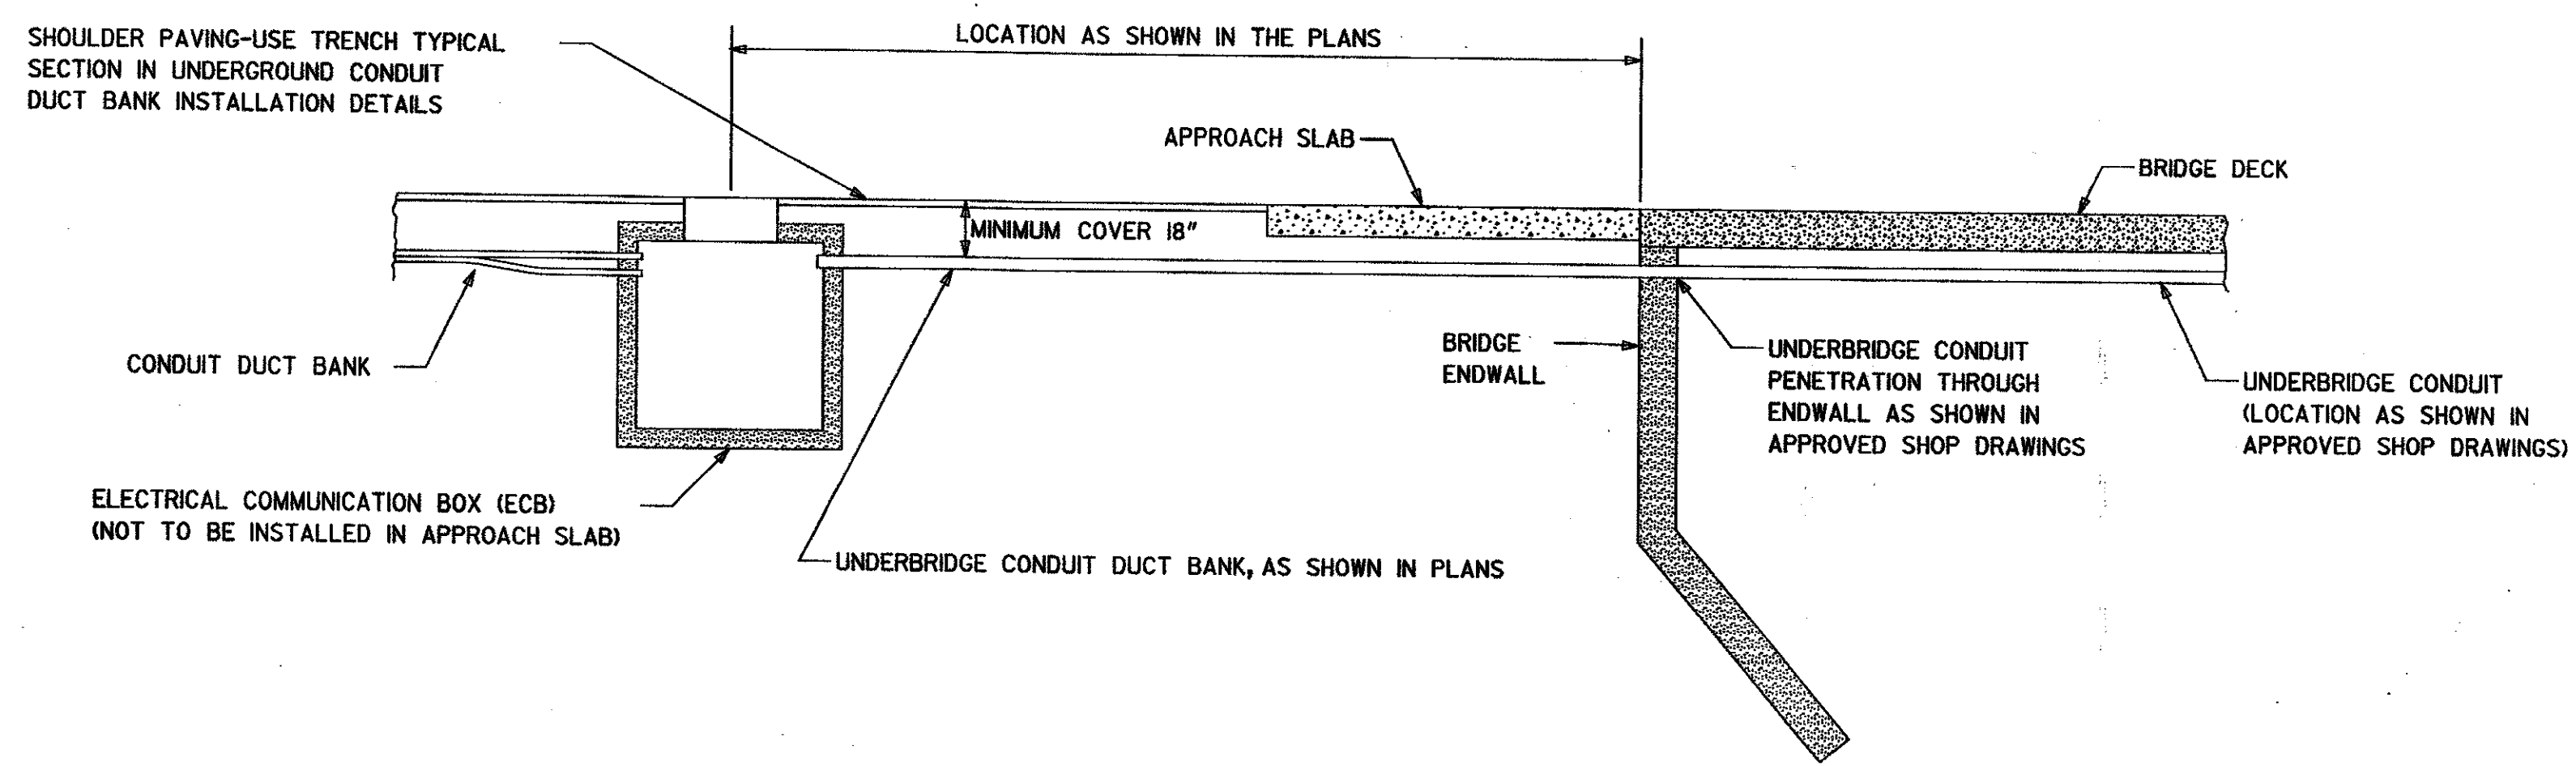 SHOULDER PAVING-USE TRENCH TYPICAL
SECTION IN UNDERGROUND CONDUIT
DUCT BANK INSTALLATION DETAILS
LOCATION AS SHOWN IN THE PLANS
APPROACH SLAB
BRIDGE DECK
MINIMUM COVER 18"
CONDUIT DUCT BANK
BRIDGE
ENDWALL
UNDERBRIDGE CONDUIT
PENETRATION THROUGH
ENDWALL AS SHOWN IN
APPROVED SHOP DRAWINGS
UNDERBRIDGE CONDUIT
(LOCATION AS SHOWN IN
APPROVED SHOP DRAWINGS)
ELECTRICAL COMMUNICATION BOX (ECB)
(NOT TO BE INSTALLED IN APPROACH SLAB)
UNDERBRIDGE CONDUIT DUCT BANK, AS SHOWN IN PLANS